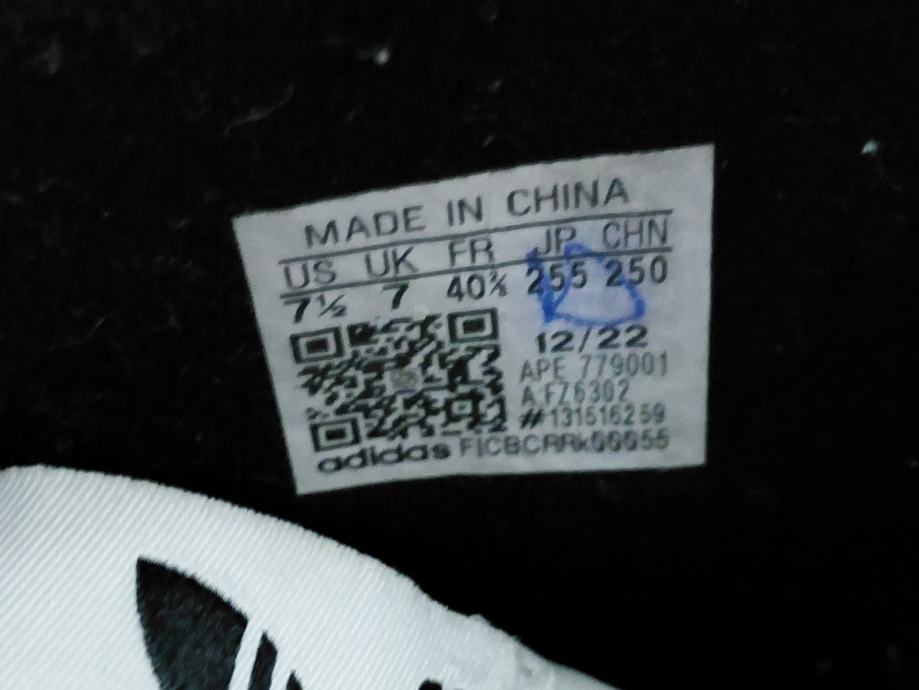 MADE IN CHINA
US UK FR JP CHN
7½ 7 40⅔ 255 250
12/22
APE 779001
A:FZ6302
#131516259
adidas